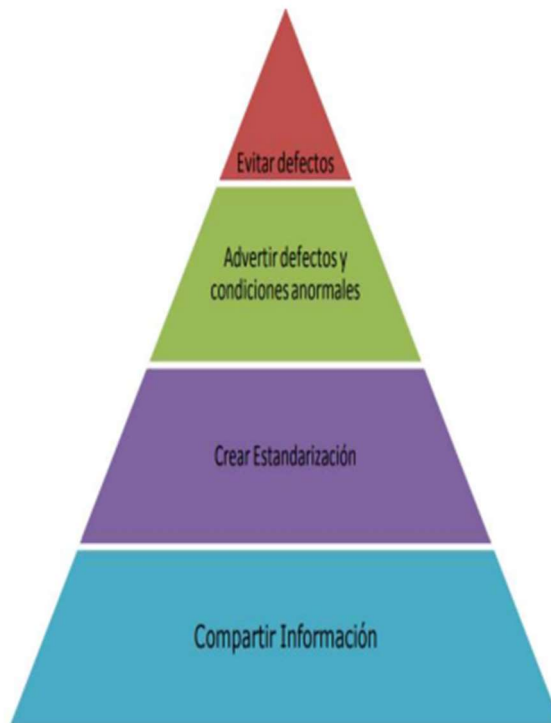 Evitar defectos
Advertir defectos y
condiciones anormales
Crear Estandarización
Compartir Información